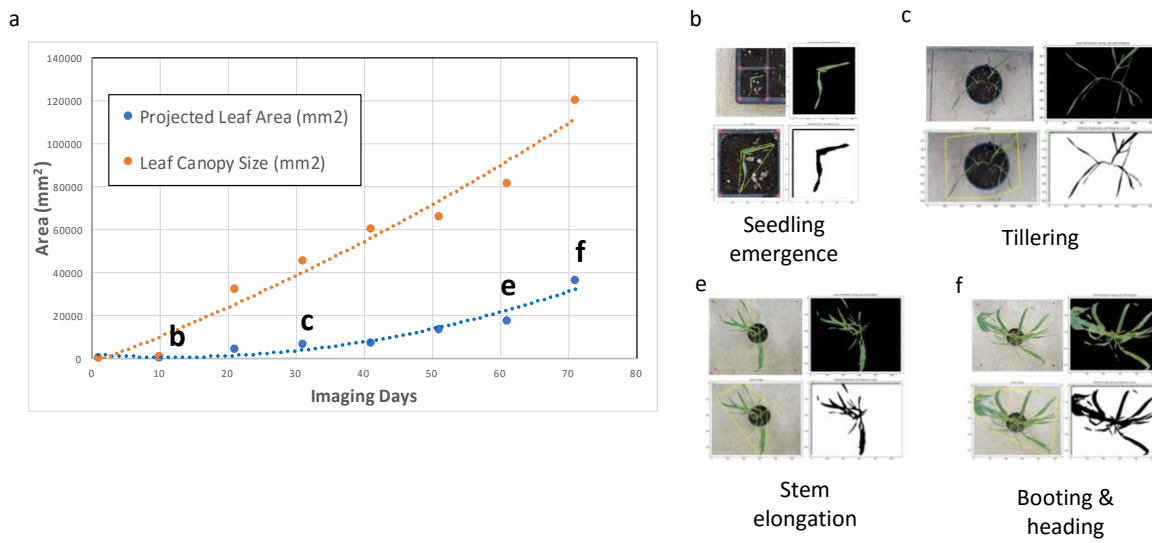 a
140000
120000
100000
80000
60000
40000
20000
0
Area (mm²)
Projected Leaf Area (mm2)
Leaf Canopy Size (mm2)
b
c
e
f
0
10
20
30
40
50
60
70
80
Imaging Days
b
Seedling
emergence
c
Tillering
e
Stem
elongation
f
Booting &
heading